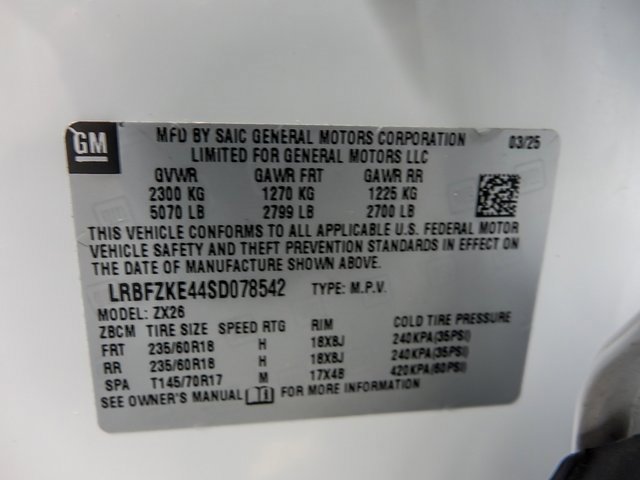 GM
MFD BY SAIC GENERAL MOTORS CORPORATION 03/25
LIMITED FOR GENERAL MOTORS LLC
GVWR GAWR FRT GAWR RR
2300 KG 1270 KG 1225 KG
5070 LB 2799 LB 2700 LB
THIS VEHICLE CONFORMS TO ALL APPLICABLE U.S. FEDERAL MOTOR
VEHICLE SAFETY AND THEFT PREVENTION STANDARDS IN EFFECT ON
THE DATE OF MANUFACTURE SHOWN ABOVE.
LRBFZKE44SD078542 TYPE: M.P.V.
MODEL: ZX26
ZBCM TIRE SIZE SPEED RTG RIM COLD TIRE PRESSURE
FRT 235/60R18 H 18X8J 240KPA(35PSI)
RR 235/60R18 H 18X8J 240KPA(35PSI)
SPA T145/70R17 M 17X4B 420KPA(60PSI)
SEE OWNER'S MANUAL FOR MORE INFORMATION